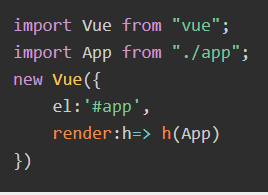 import Vue from "vue";
import App from "./app";
new Vue({
    el:'#app',
    render:h=> h(App)
})